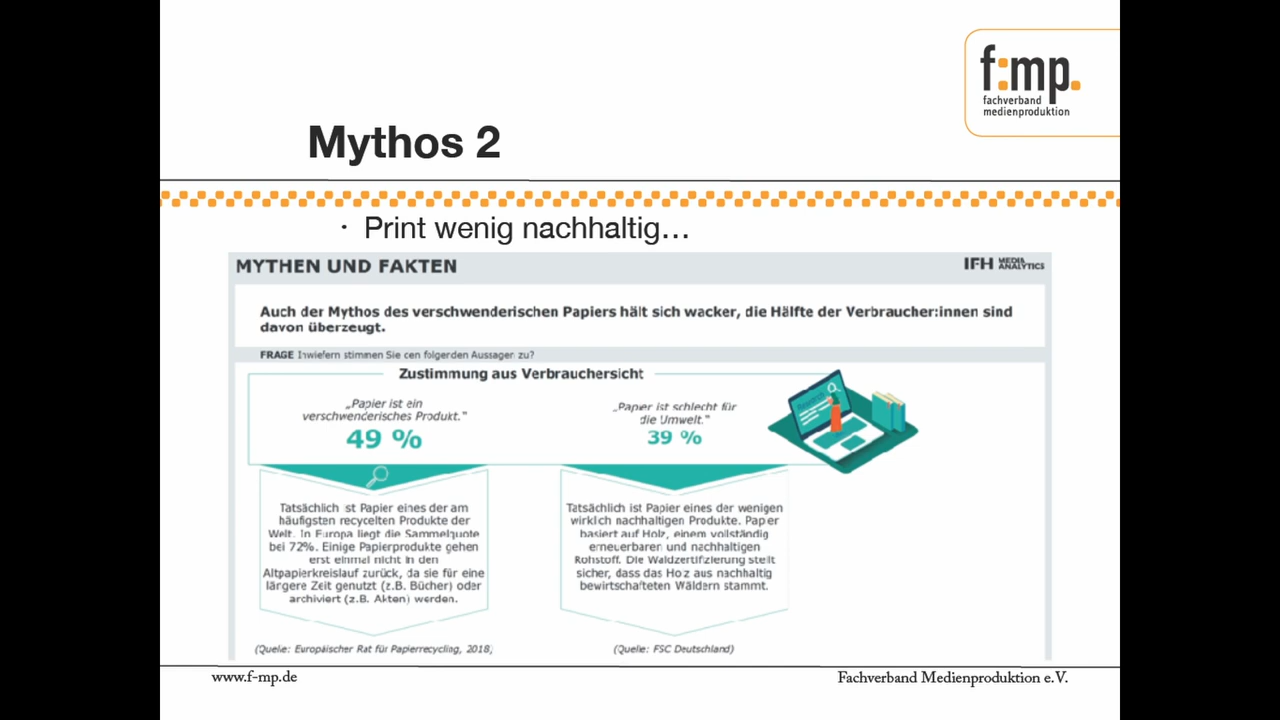 f:mp.
fachverband
medienproduktion
Mythos 2
· Print wenig nachhaltig…
MYTHEN UND FAKTEN
IFH MEDIA ANALYTICS
Auch der Mythos des verschwenderischen Papiers hält sich wacker, die Hälfte der Verbraucher:innen sind
davon überzeugt.
FRAGE Inwiefern stimmen Sie den folgenden Aussagen zu?
Zustimmung aus Verbrauchersicht
„Papier ist ein
verschwenderisches Produkt."
49 %
„Papier ist schlecht für
die Umwelt."
39 %
Research
Tatsächlich ist Papier eines der am
häufigsten recycelten Produkte der
Welt. In Europa liegt die Sammelquote
bei 72%. Einige Papierprodukte gehen
erst einmal nicht in den
Altpapierkreislauf zurück, da sie für eine
längere Zeit genutzt (z.B. Bücher) oder
archiviert (z.B. Akten) werden.
(Quelle: Europäischer Rat für Papierrecycling, 2018)
Tatsächlich ist Papier eines der wenigen
wirklich nachhaltigen Produkte. Papier
basiert auf Holz, einem vollständig
erneuerbaren und nachhaltigen
Rohstoff. Die Waldzertifizierung stellt
sicher, dass das Holz aus nachhaltig
bewirtschafteten Wäldern stammt.
(Quelle: FSC Deutschland)
www.f-mp.de
Fachverband Medienproduktion e.V.